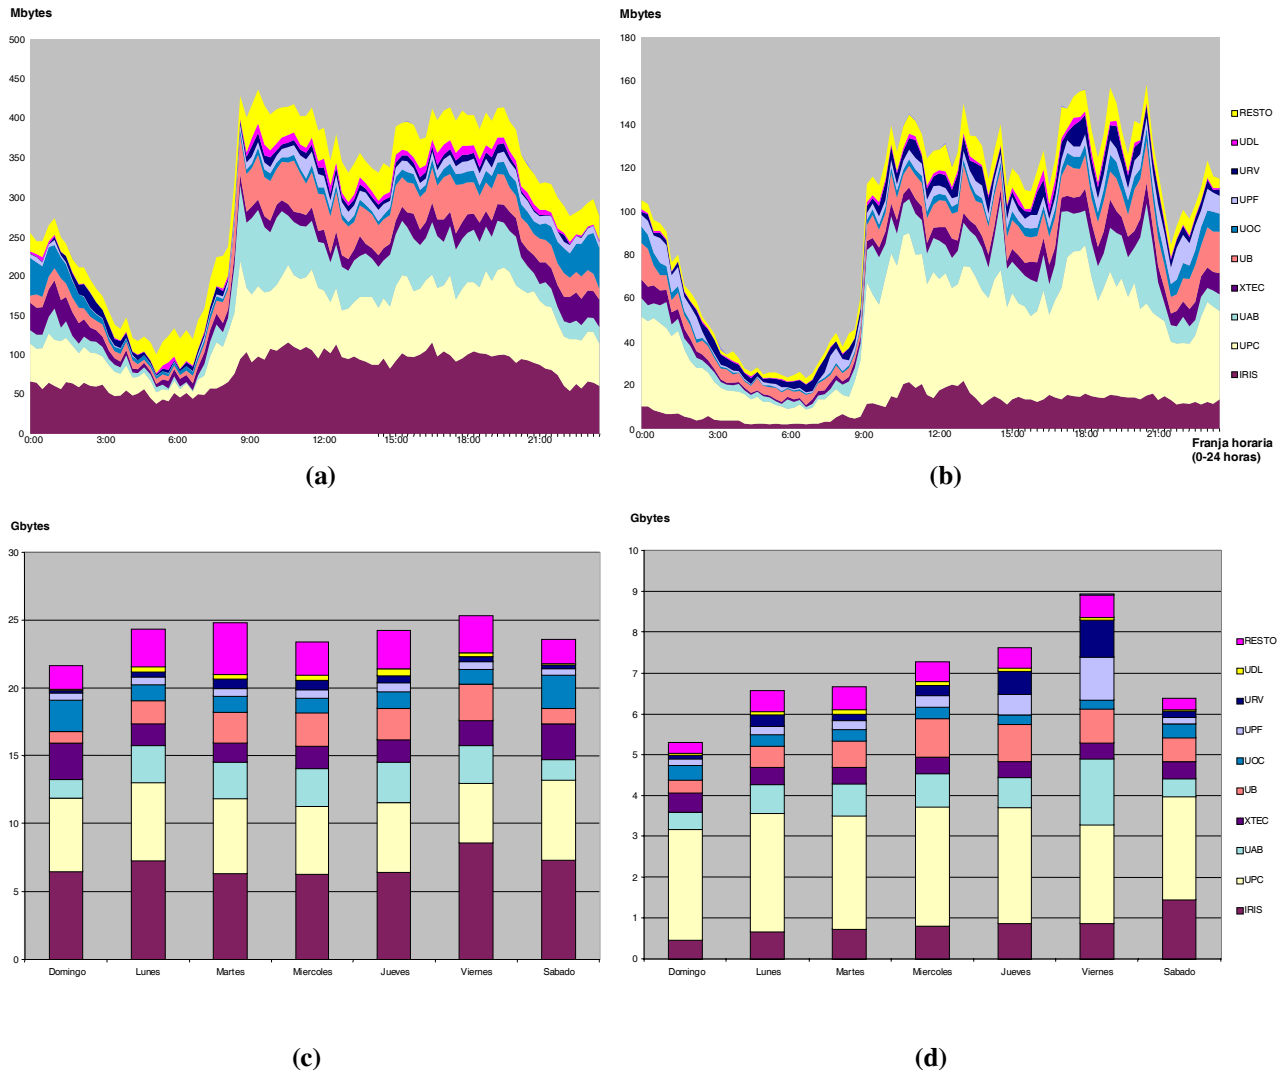 Mbytes
500
450
400
350
300
250
200
150
100
50
0
0:00 3:00 6:00 9:00 12:00 15:00 18:00 21:00
(a)
Mbytes
180
160
140
120
100
80
60
40
20
0
0:00 3:00 6:00 9:00 12:00 15:00 18:00 21:00
Franja horaria
(0-24 horas)
RESTO
UDL
URV
UPF
UOC
UB
XTEC
UAB
UPC
IRIS
(b)
Gbytes
30
25
20
15
10
5
0
Domingo Lunes Martes Miercoles Jueves Viernes Sabado
(c)
Gbytes
10
9
8
7
6
5
4
3
2
1
0
Domingo Lunes Martes Miercoles Jueves Viernes Sabado
RESTO
UDL
URV
UPF
UOC
UB
XTEC
UAB
UPC
IRIS
(d)